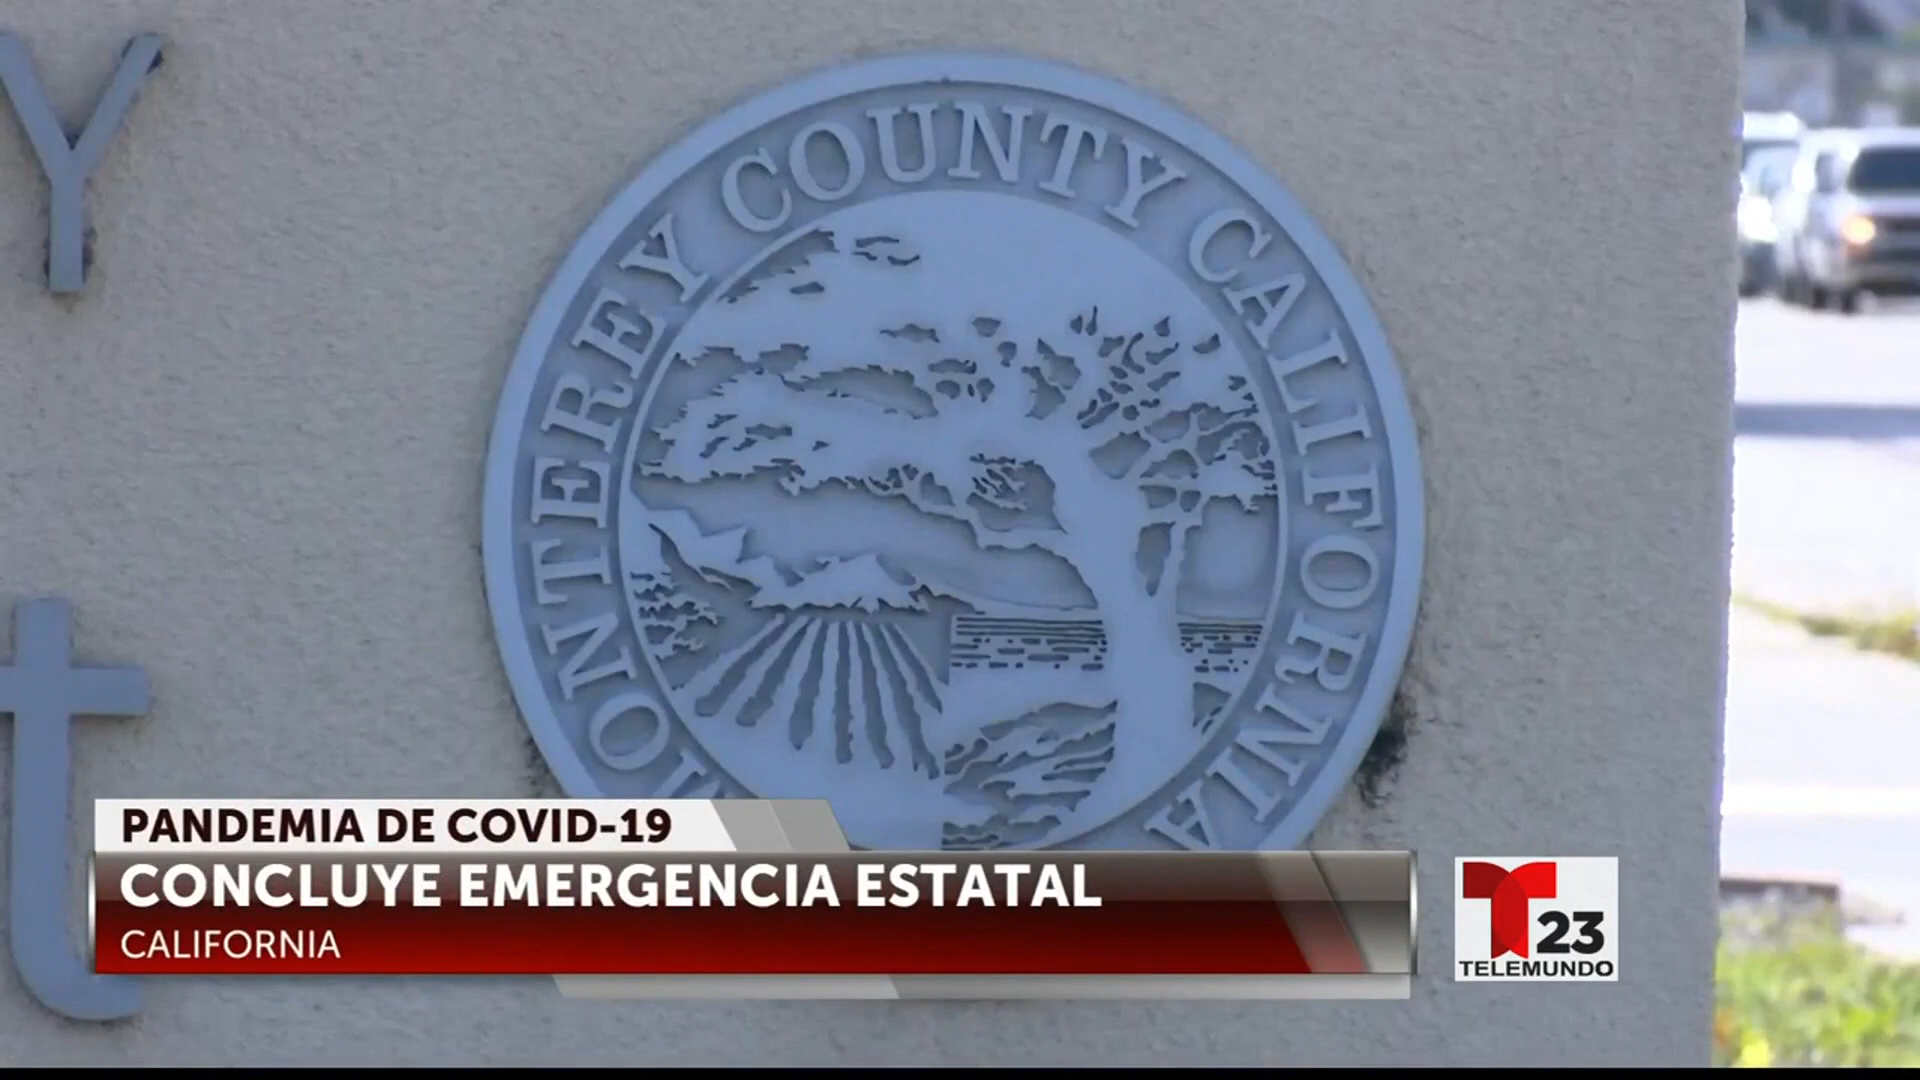 Y
t
MONTEREY COUNTY CALIFORNIA
PANDEMIA DE COVID-19
CONCLUYE EMERGENCIA ESTATAL
CALIFORNIA
T 23
TELEMUNDO